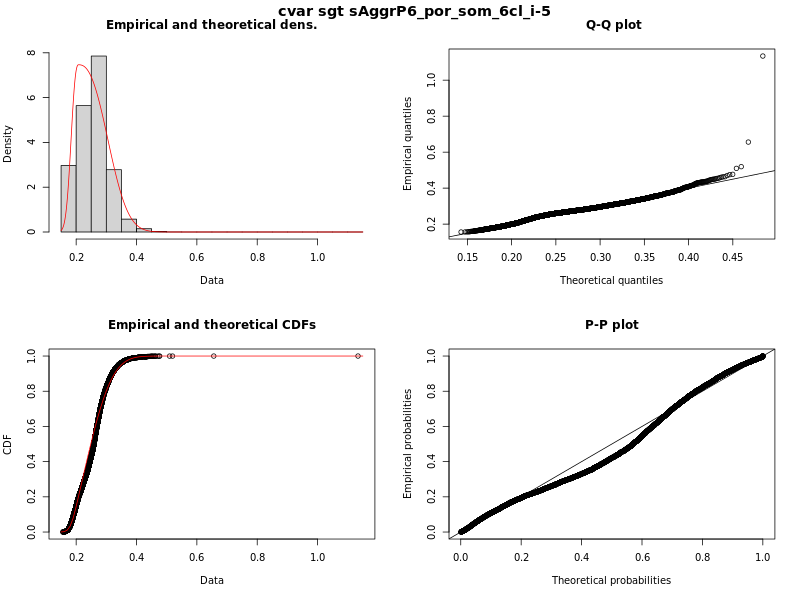 cvar sgt sAggrP6_por_som_6cl_i-5
Empirical and theoretical dens.
Density
0 2 4 6 8
0.2 0.4 0.6 0.8 1.0
Data
Q-Q plot
Empirical quantiles
0.2 0.4 0.6 0.8 1.0
0.15 0.20 0.25 0.30 0.35 0.40 0.45
Theoretical quantiles
Empirical and theoretical CDFs
CDF
0.0 0.2 0.4 0.6 0.8 1.0
0.2 0.4 0.6 0.8 1.0
Data
P-P plot
Empirical probabilities
0.0 0.2 0.4 0.6 0.8 1.0
0.0 0.2 0.4 0.6 0.8 1.0
Theoretical probabilities